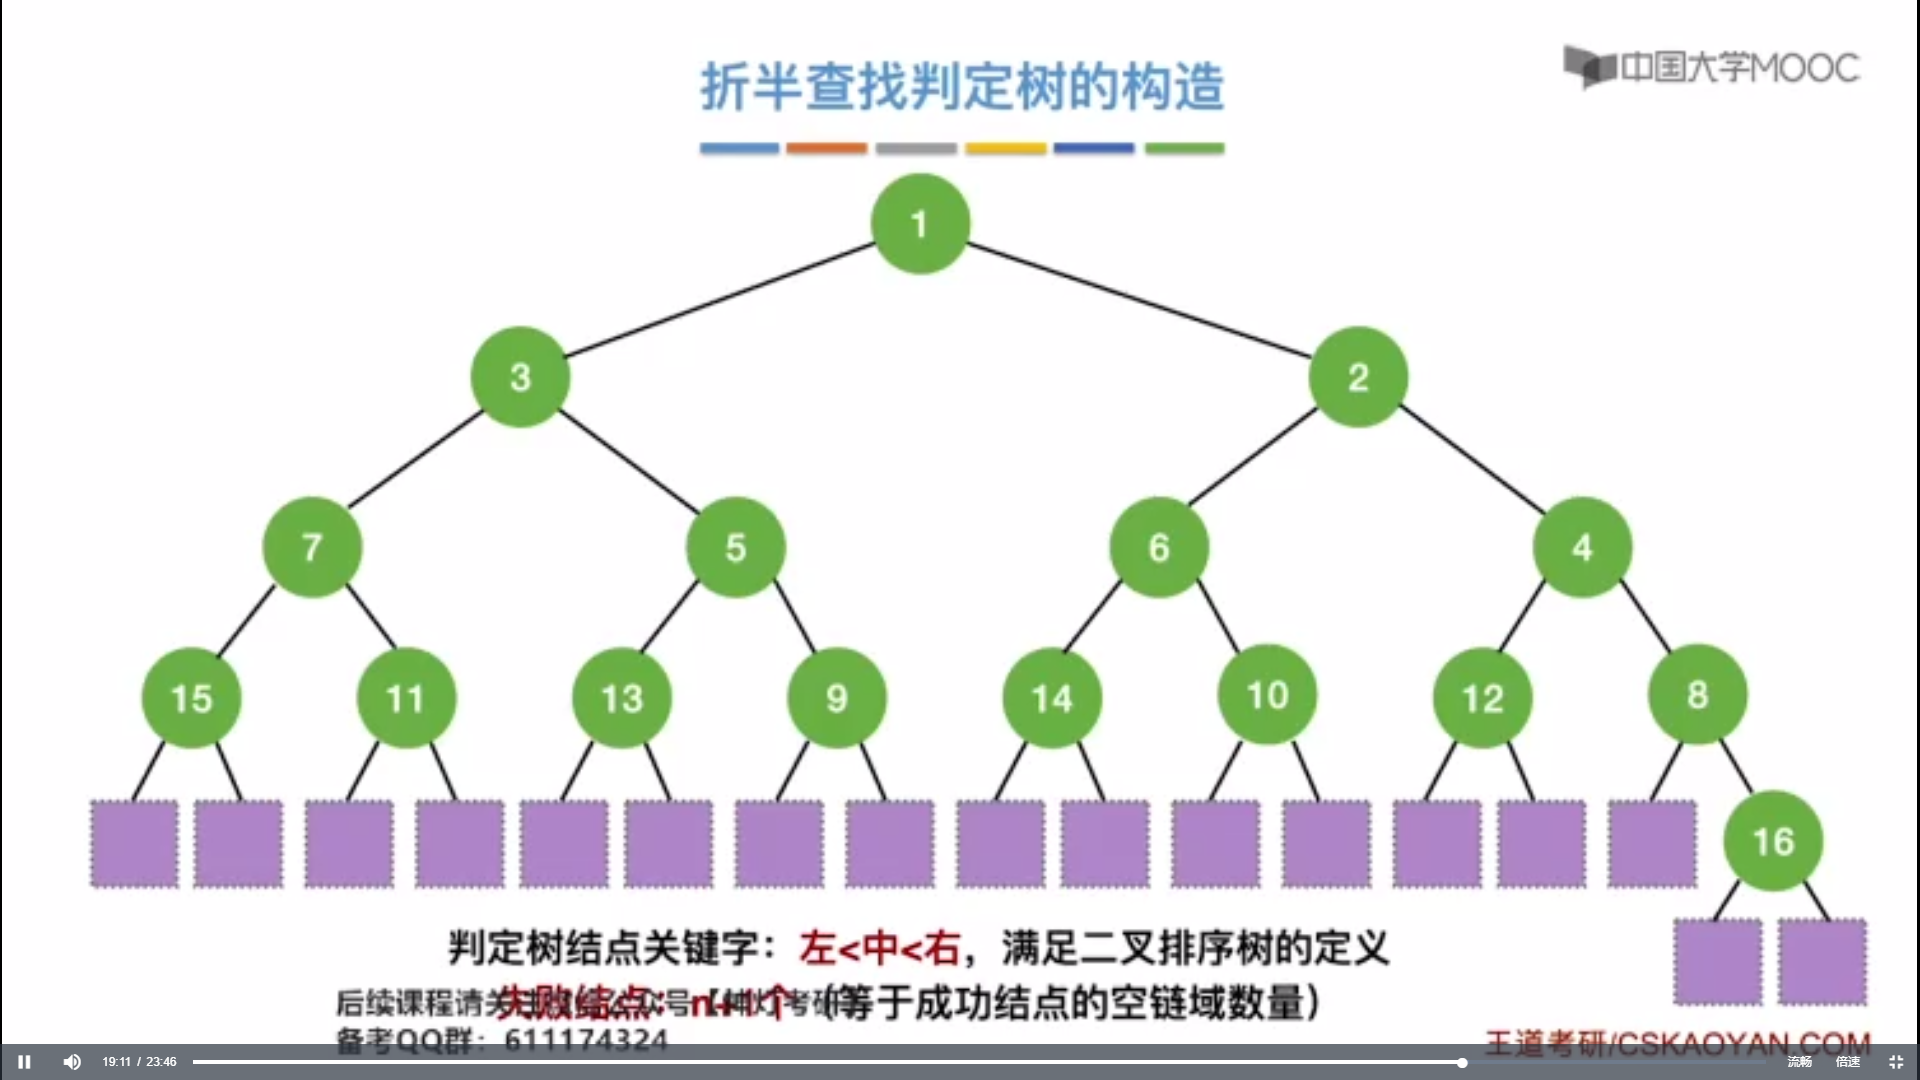 折半查找判定树的构造
中国大学MOOC
1
3 2
7 5 6 4
15 11 13 9 14 10 12 8
16
判定树结点关键字：左<中<右，满足二叉排序树的定义
失败结点：n+1个（等于成功结点的空链域数量）
后续课程请关注公众号【神灯考研】
备考QQ群：611174324
王道考研/CSKAOYAN.COM
19:11 / 23:46
流畅 倍速